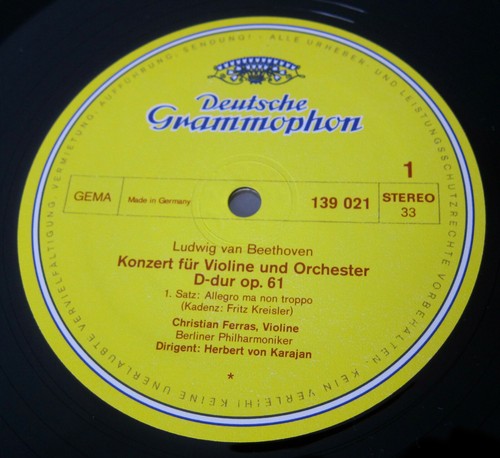 Deutsche
Grammophon
1
GEMA
Made in Germany
139 021
STEREO
33
Ludwig van Beethoven
Konzert für Violine und Orchester
D-dur op. 61
1. Satz: Allegro ma non troppo
(Kadenz: Fritz Kreisler)
Christian Ferras, Violine
Berliner Philharmoniker
Dirigent: Herbert von Karajan
*
ALLE URHEBER- UND LEISTUNGSSCHUTZRECHTE VORBEHALTEN · KEIN VERLEIH! KEINE UNERLAUBTE VERVIELFÄLTIGUNG, VERMIETUNG, AUFFÜHRUNG, SENDUNG!